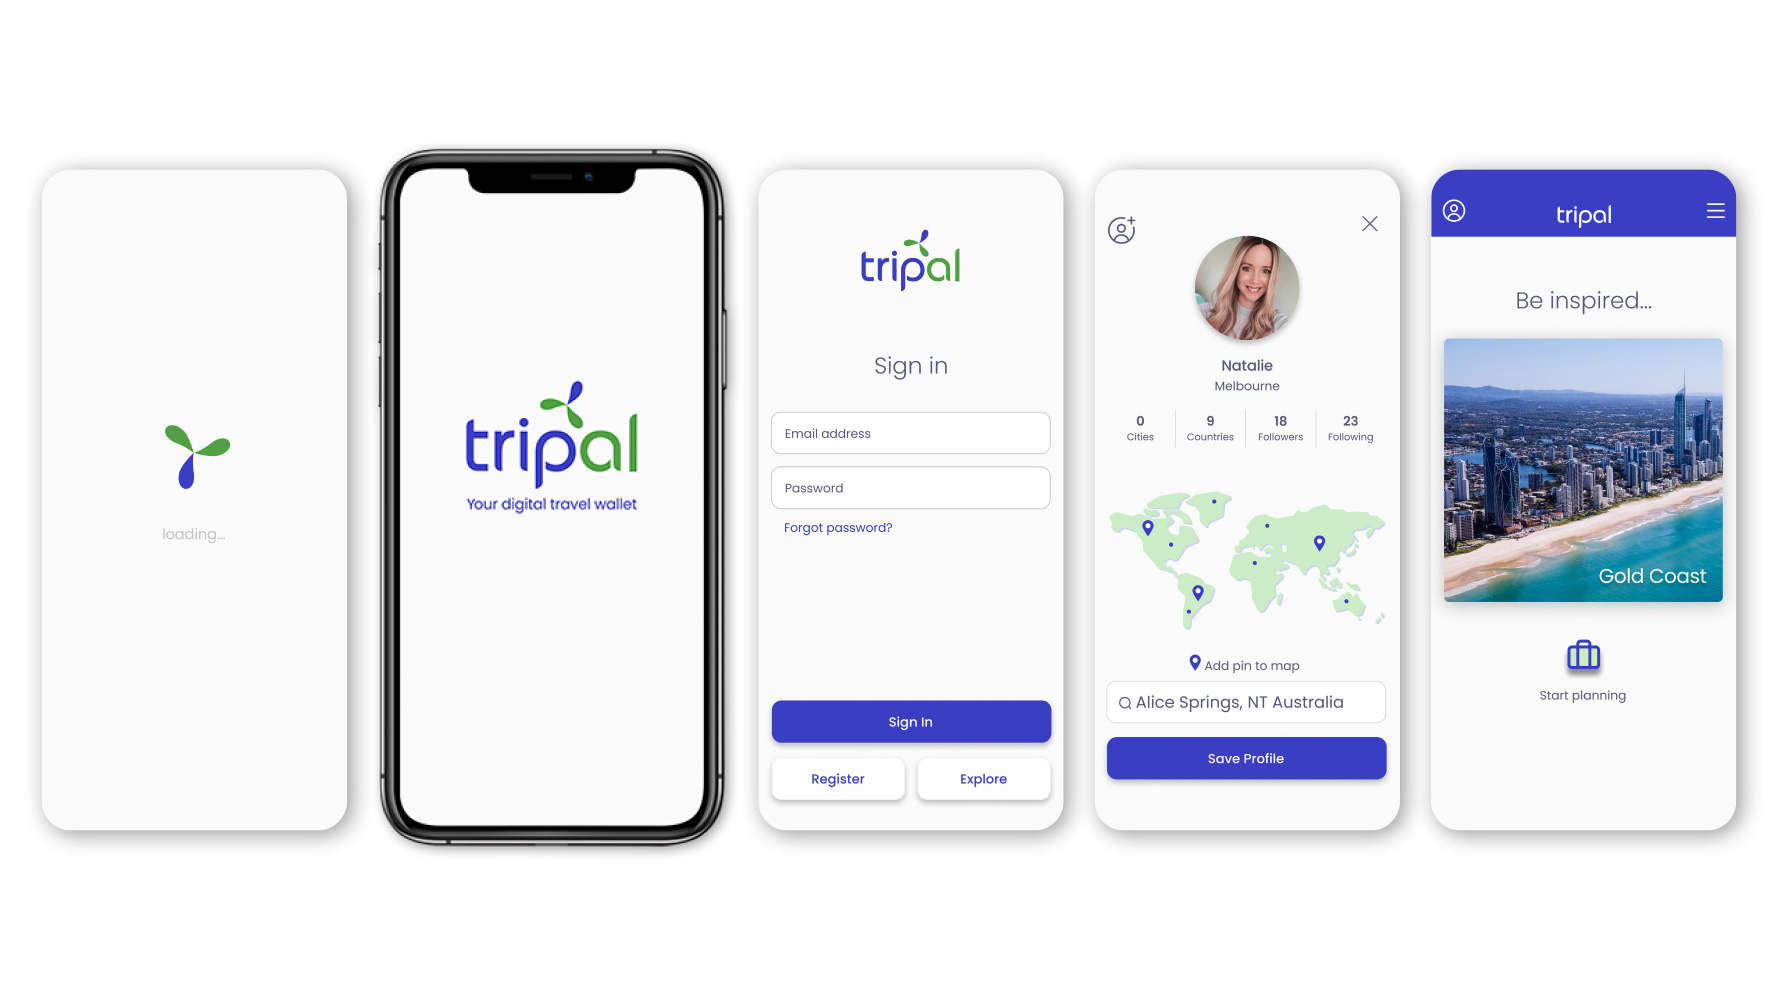 loading...
tripal
Your digital travel wallet
tripal
Sign in
Email address
Password
Forgot password?
Sign In
Register
Explore
Natalie
Melbourne
0
Cities
9
Countries
18
Followers
23
Following
Add pin to map
Alice Springs, NT Australia
Save Profile
tripal
Be inspired...
Gold Coast
Start planning